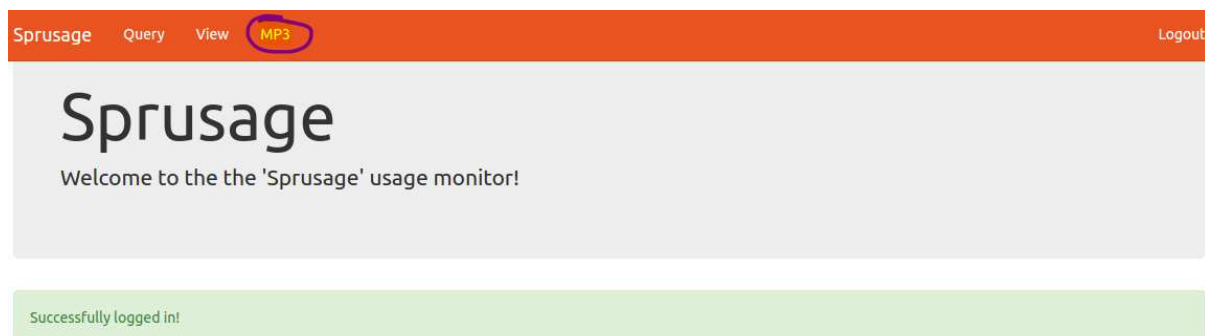 Sprusage Query View MP3 Logout
Sprusage
Welcome to the the 'Sprusage' usage monitor!
Successfully logged in!